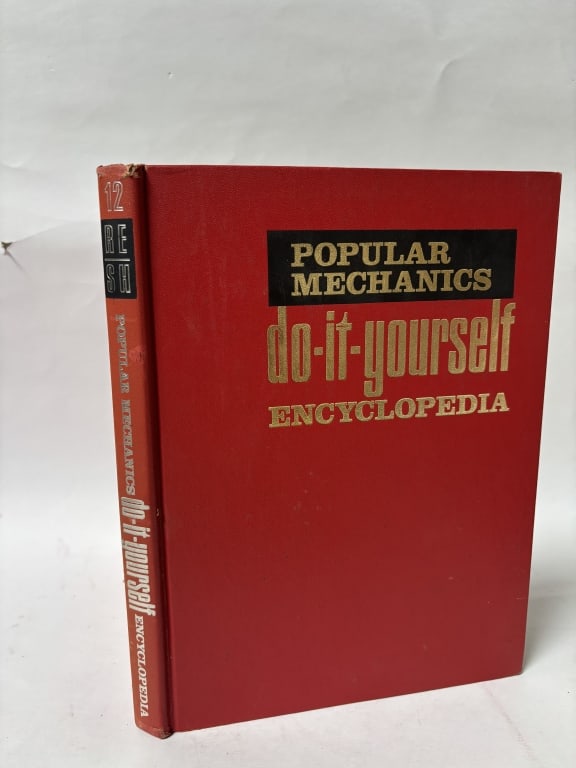 12
RE
SH
POPULAR MECHANICS do-it-yourself ENCYCLOPEDIA
POPULAR
MECHANICS
do-it-yourself
ENCYCLOPEDIA